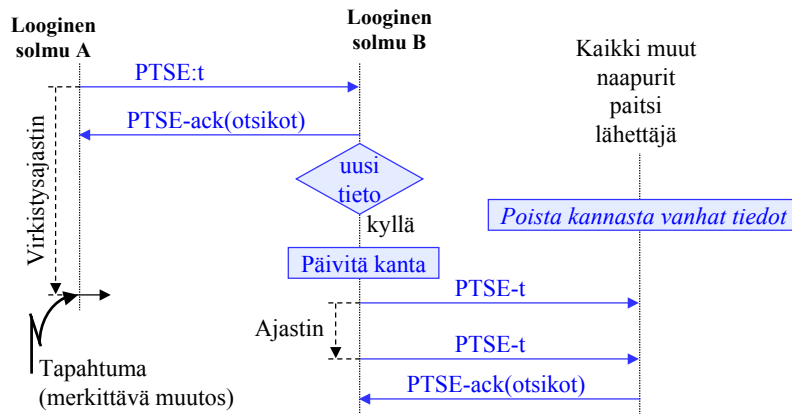 Looginen
solmu A
Looginen
solmu B
Kaikki muut
naapurit
paitsi
lähettäjä
PTSE:t
PTSE-ack(otsikot)
Virkistysajastin
uusi
tieto
kyllä
Poista kannasta vanhat tiedot
Päivitä kanta
PTSE-t
Ajastin
PTSE-t
Tapahtuma
(merkittävä muutos)
PTSE-ack(otsikot)